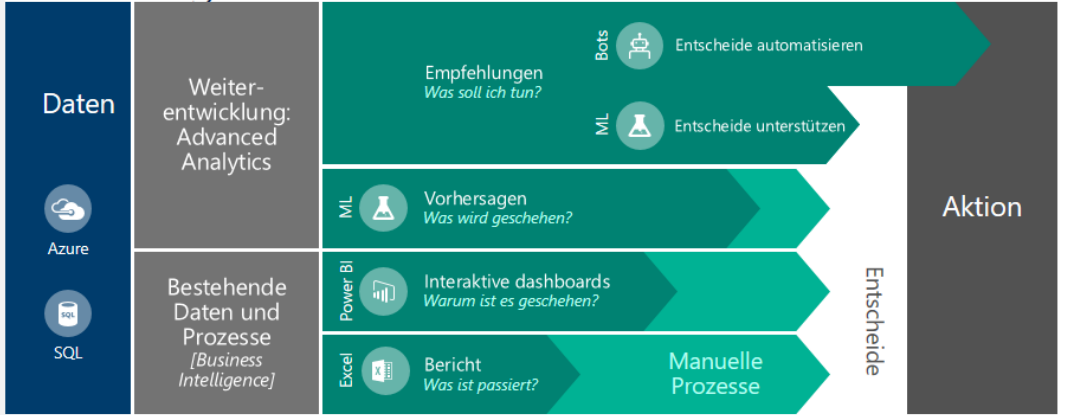 Daten
Azure
SQL
Weiter-
entwicklung:
Advanced
Analytics
Bestehende
Daten und
Prozesse
[Business
Intelligence]
Empfehlungen
Was soll ich tun?
Bots
Entscheide automatisieren
ML
Entscheide unterstützen
ML
Vorhersagen
Was wird geschehen?
Power BI
Interaktive dashboards
Warum ist es geschehen?
Excel
Bericht
Was ist passiert?
Manuelle
Prozesse
Entscheide
Aktion